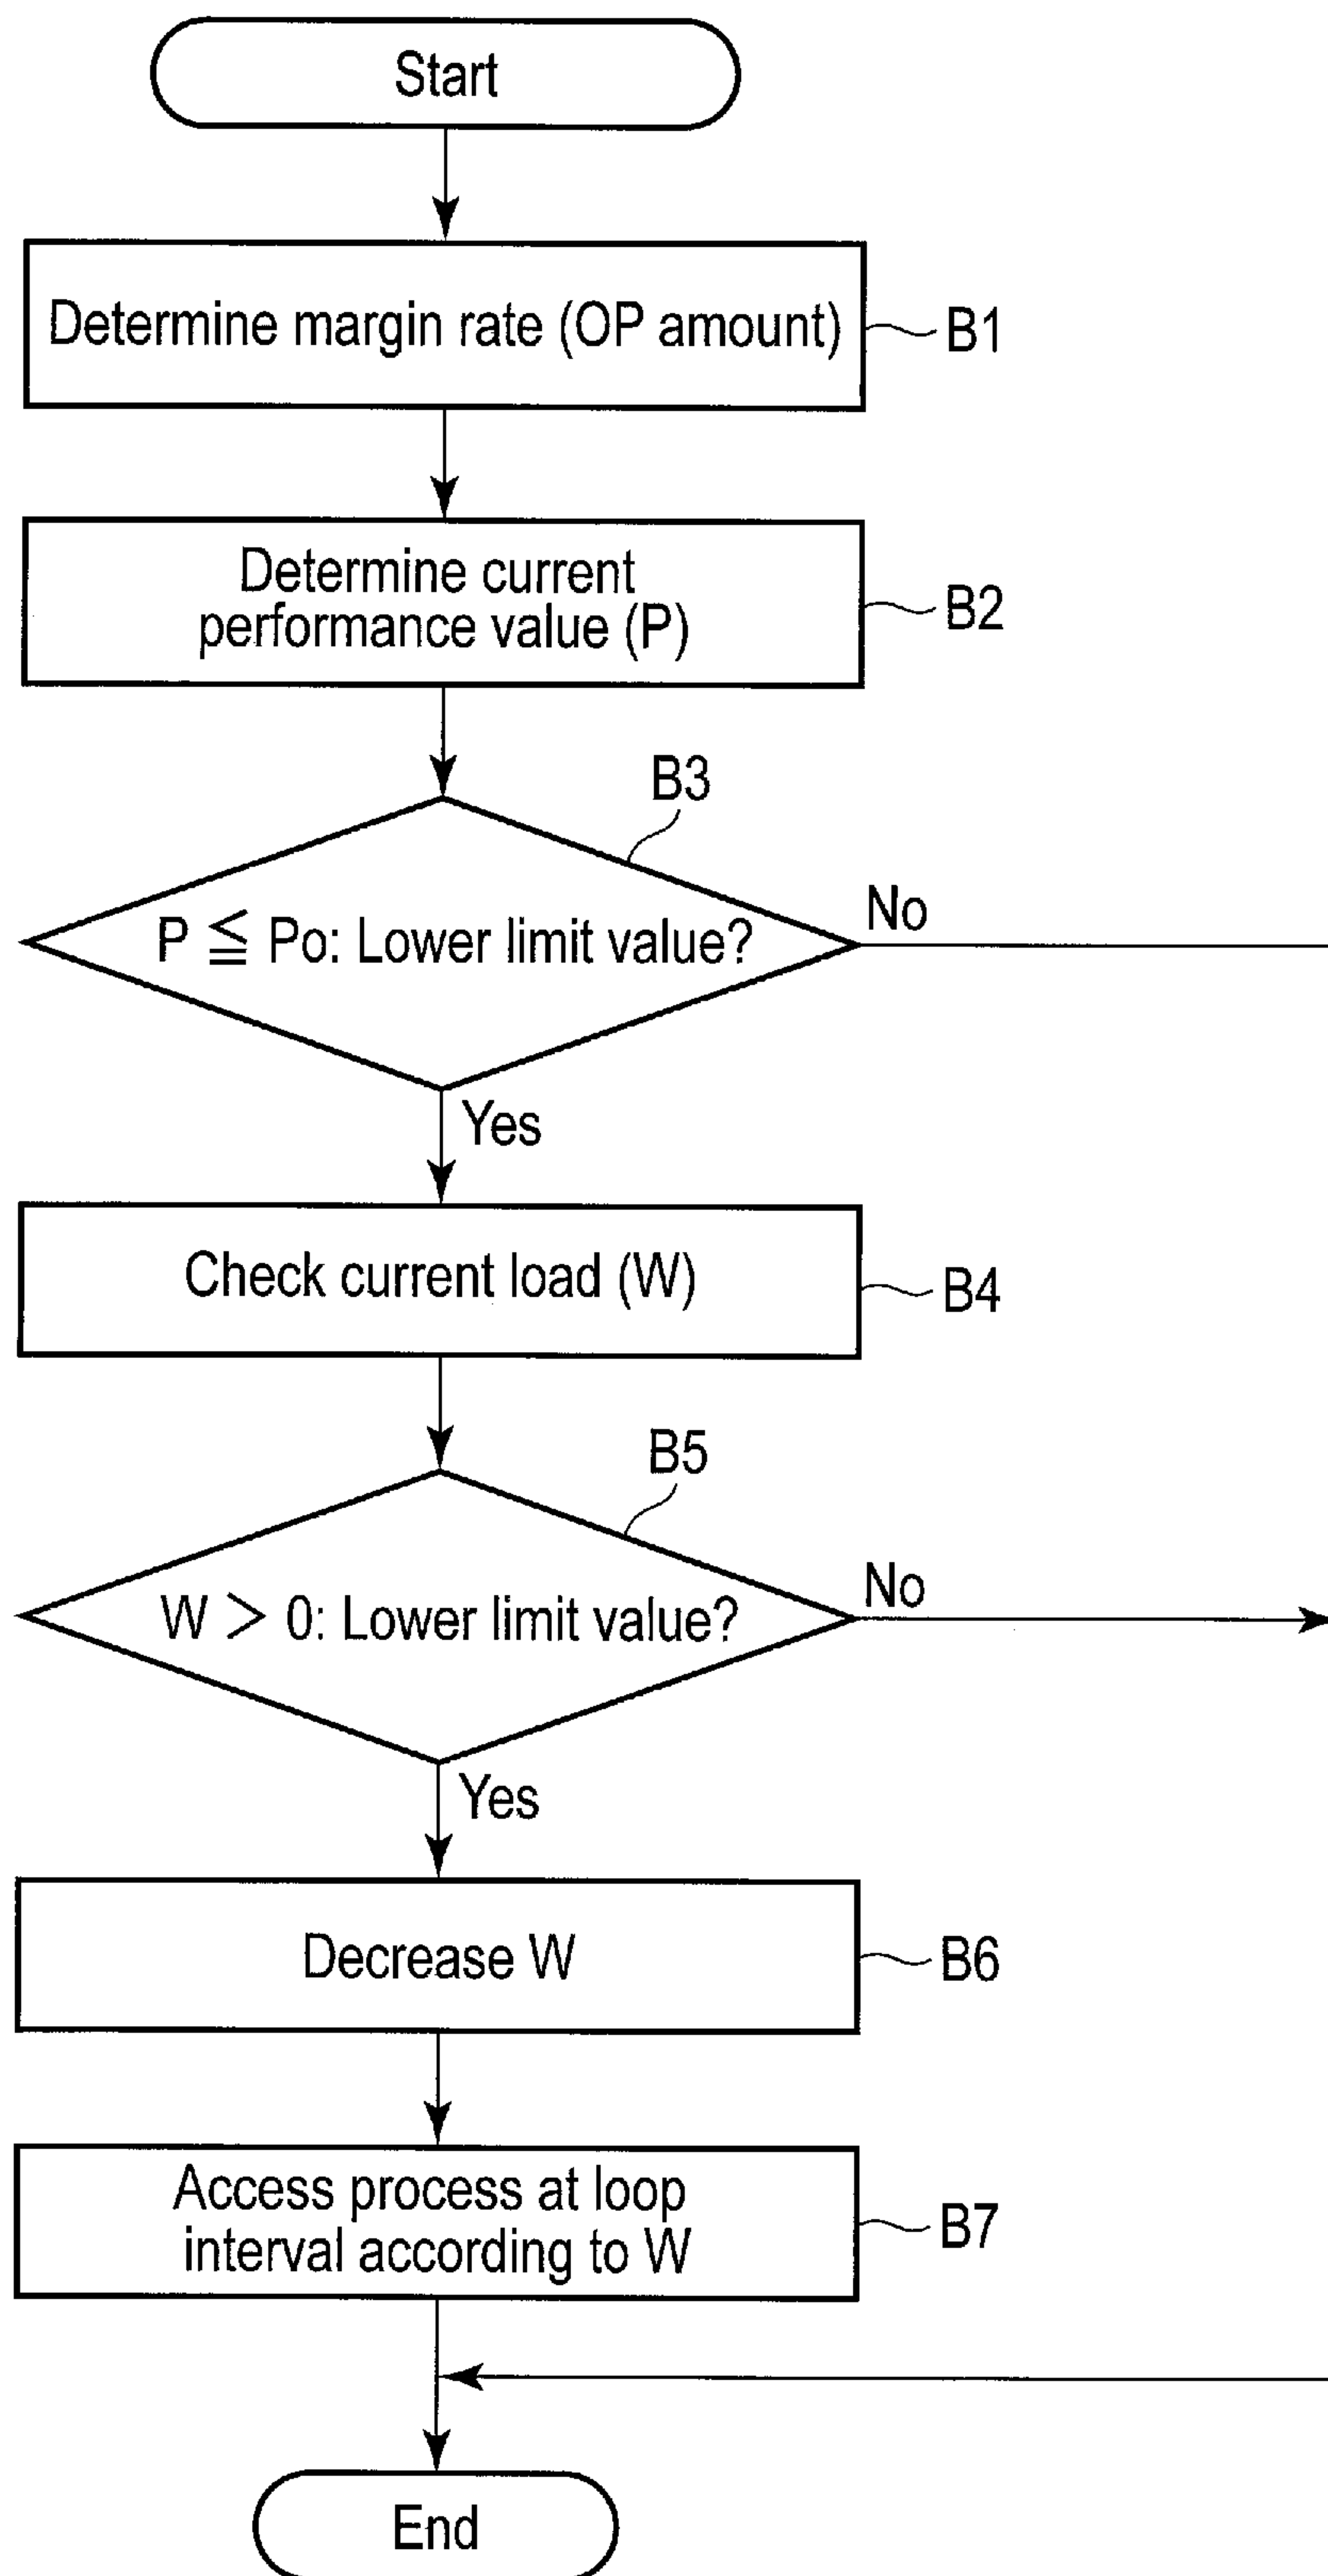 Start
Determine margin rate (OP amount)
B1
Determine current
performance value (P)
B2
B3
P ≦ Po: Lower limit value?
No
Yes
Check current load (W)
B4
B5
W > 0: Lower limit value?
No
Yes
Decrease W
B6
Access process at loop
interval according to W
B7
End